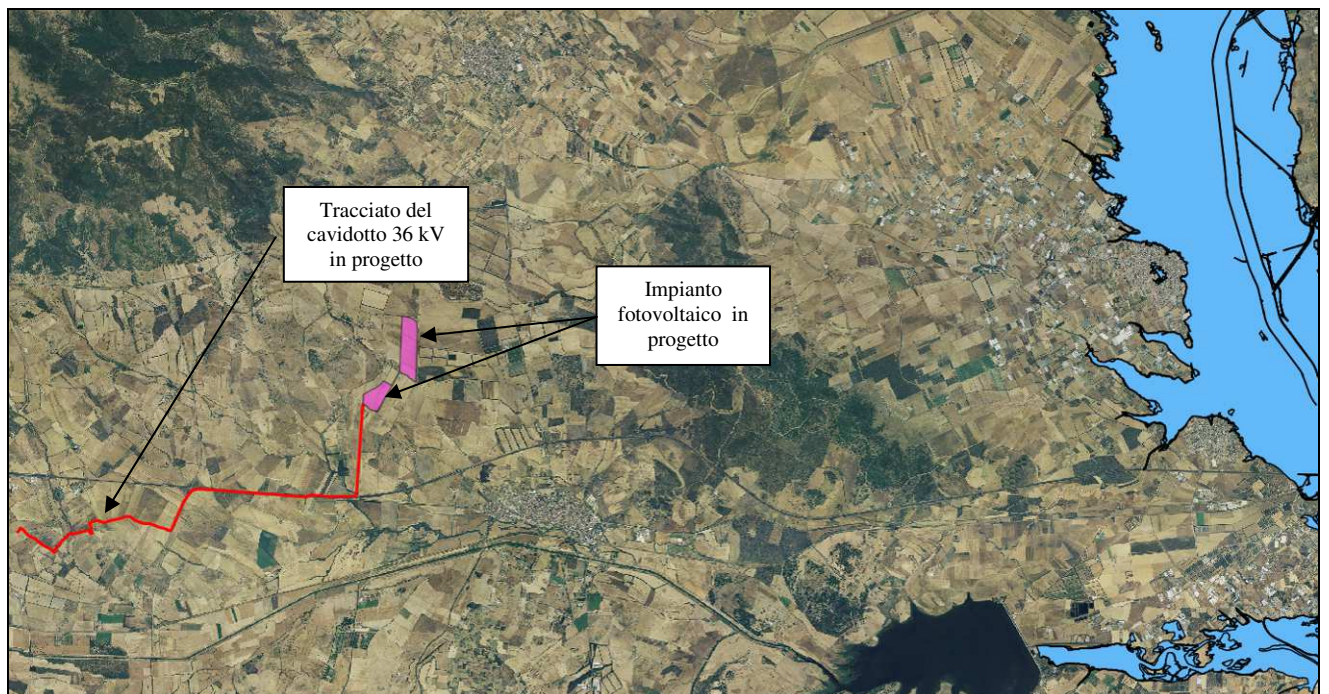 Tracciato del
cavidotto 36 kV
in progetto
Impianto
fotovoltaico in
progetto